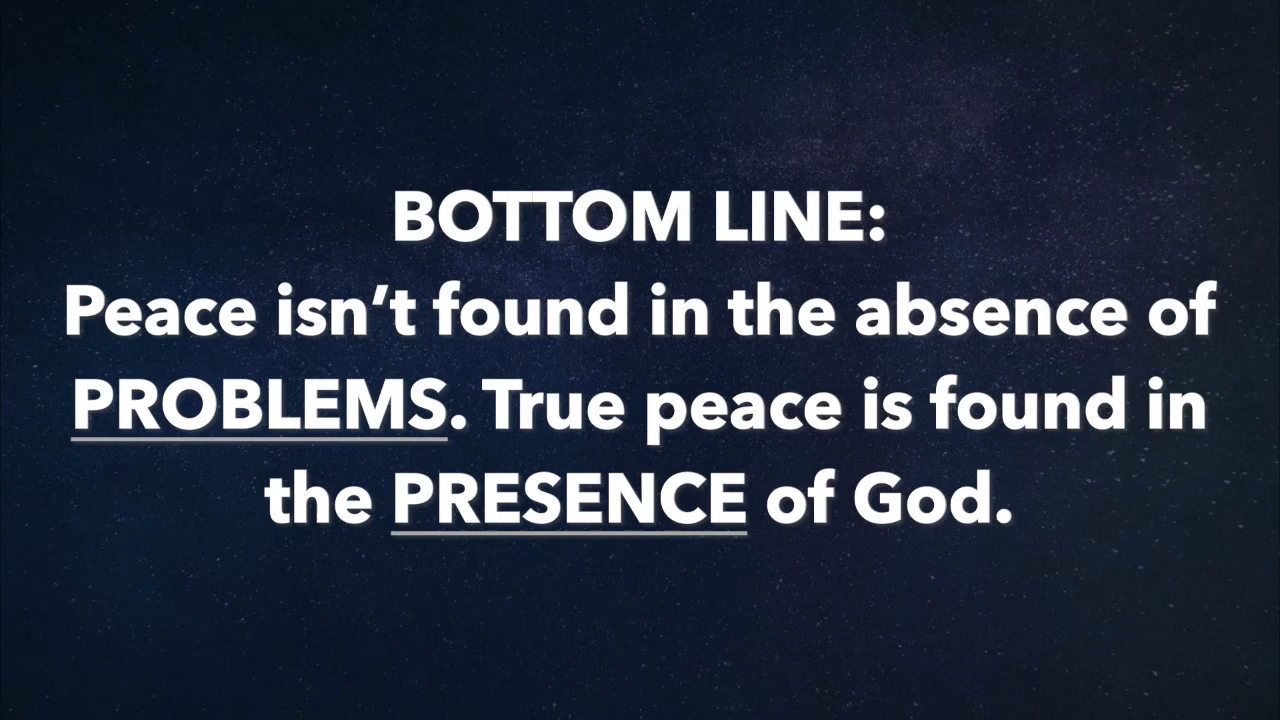 BOTTOM LINE:
Peace isn’t found in the absence of
PROBLEMS. True peace is found in
the PRESENCE of God.